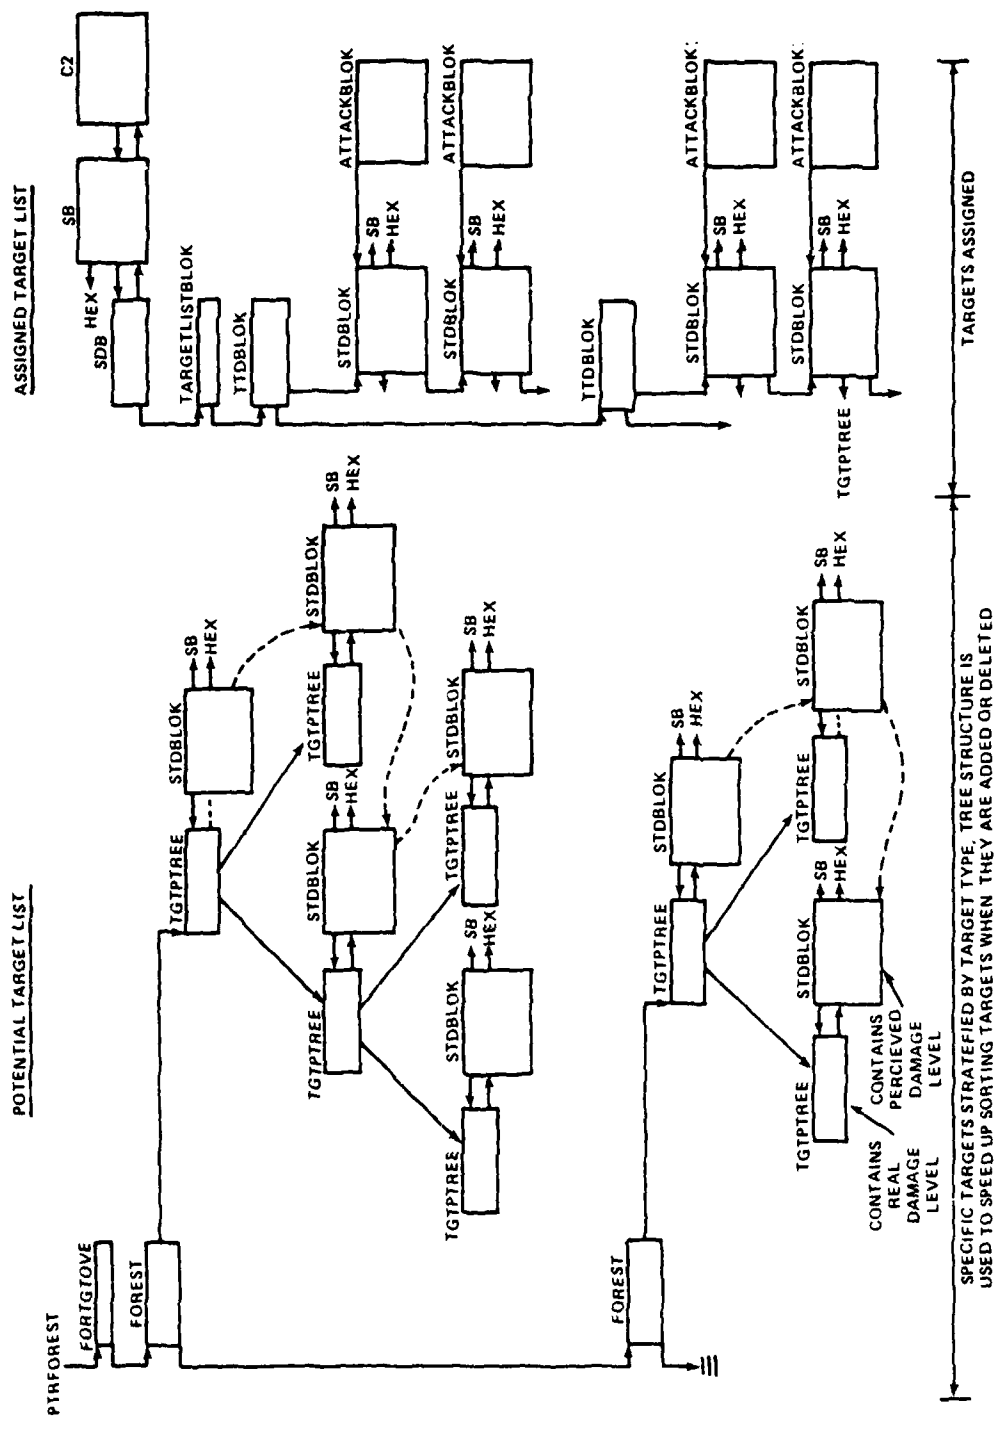 POTENTIAL TARGET LIST
PTRFOREST
FORTGTOVE
FOREST
TGTPTREE
STDBLOK
SB
HEX
TGTPTREE
STDBLOK
SB
HEX
TGTPTREE
STDBLOK
SB
HEX
TGTPTREE
STDBLOK
SB
HEX
TGTPTREE
STDBLOK
SB
HEX
FOREST
TGTPTREE
STDBLOK
SB
HEX
TGTPTREE
STDBLOK
SB
HEX
TGTPTREE
STDBLOK
SB
HEX
CONTAINS
REAL
DAMAGE
LEVEL
CONTAINS
PERCIEVED
DAMAGE
LEVEL
SPECIFIC TARGETS STRATEFIED BY TARGET TYPE, TREE STRUCTURE IS
USED TO SPEED UP SORTING TARGETS WHEN THEY ARE ADDED OR DELETED
ASSIGNED TARGET LIST
SB
C2
HEX
SDB
TARGETLISTBLOK
TTDBLOK
STDBLOK
SB
HEX
ATTACKBLOK
STDBLOK
SB
HEX
ATTACKBLOK
TTDBLOK
STDBLOK
SB
HEX
ATTACKBLOK
STDBLOK
SB
HEX
ATTACKBLOK
TGTPTREE
TARGETS ASSIGNED